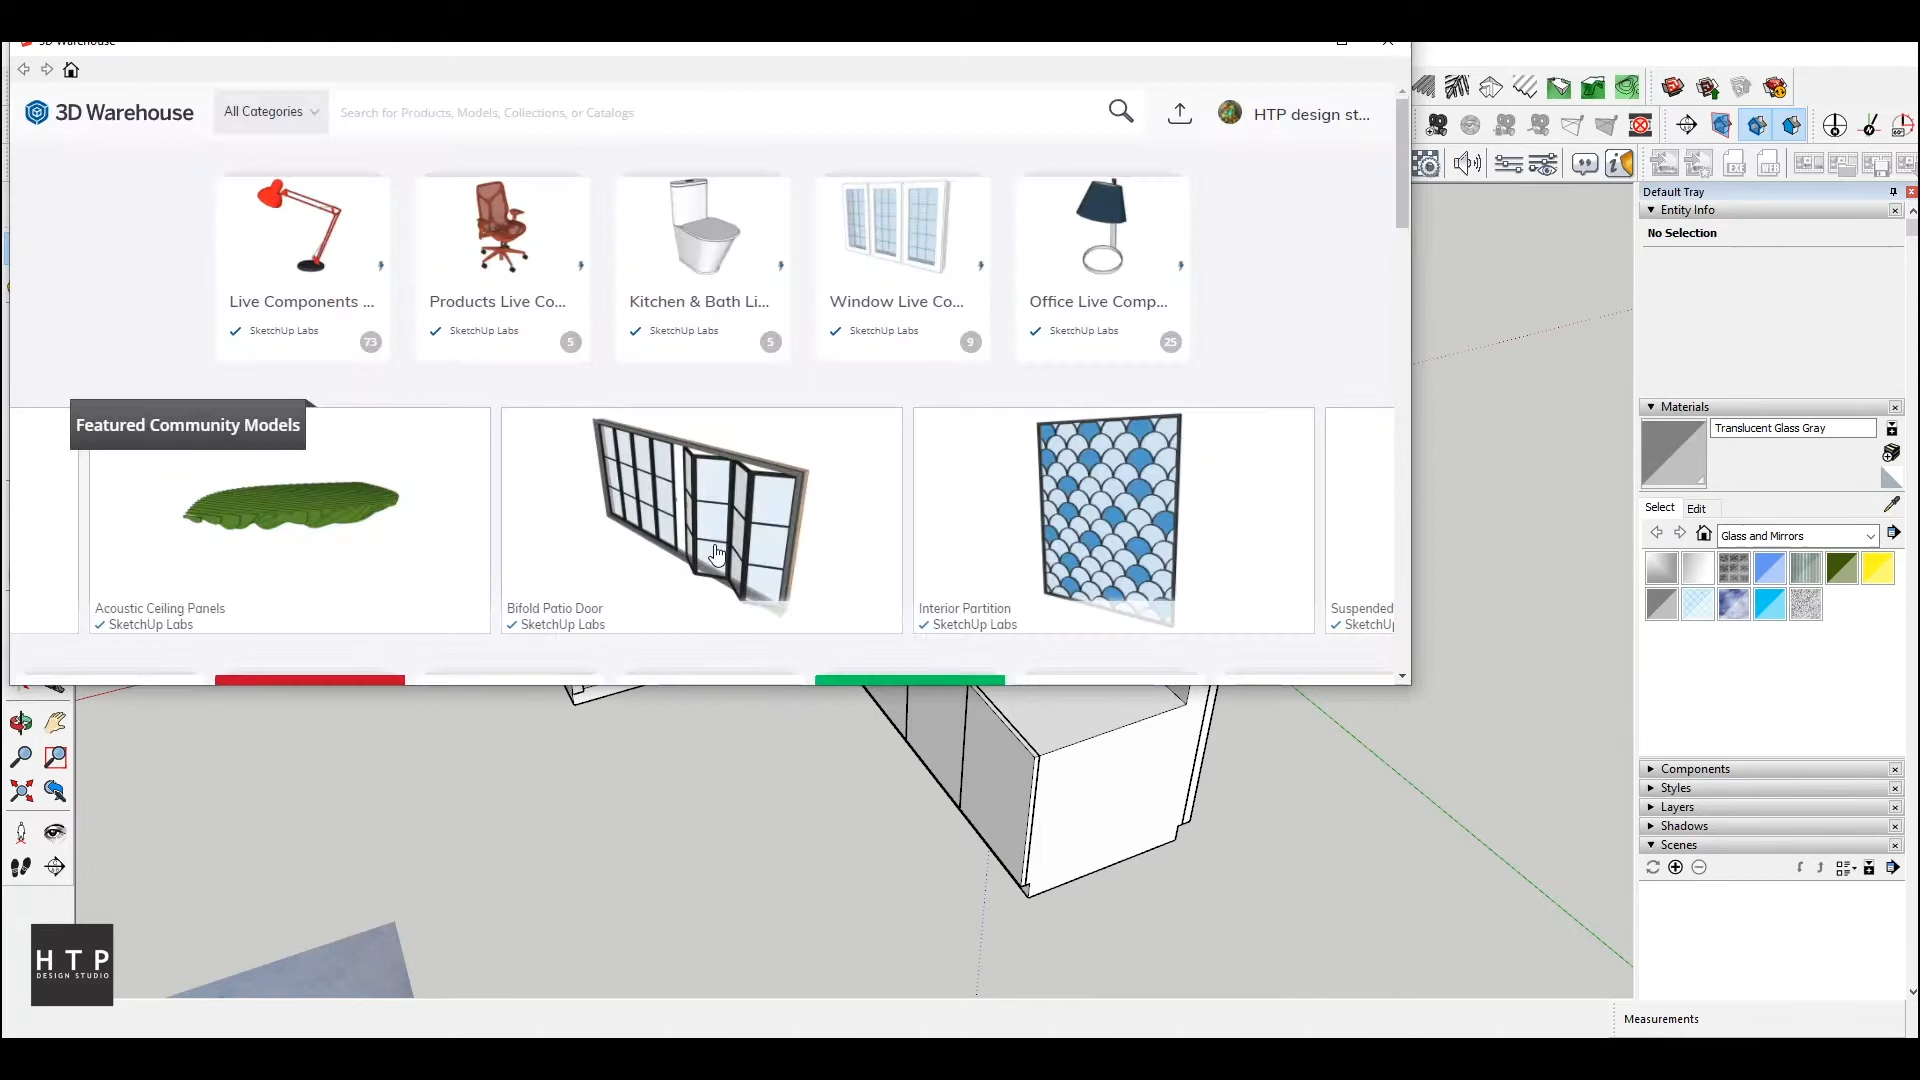 3D Warehouse
3D Warehouse
All Categories
Search for Products, Models, Collections, or Catalogs
HTP design st...
Live Components ...
SketchUp Labs
73
Products Live Co...
SketchUp Labs
5
Kitchen & Bath Li...
SketchUp Labs
5
Window Live Co...
SketchUp Labs
9
Office Live Comp...
SketchUp Labs
25
Featured Community Models
Acoustic Ceiling Panels
SketchUp Labs
Bifold Patio Door
SketchUp Labs
Interior Partition
SketchUp Labs
Suspended
SketchU
Default Tray
Entity Info
No Selection
Materials
Translucent Glass Gray
Select
Edit
Glass and Mirrors
Components
Styles
Layers
Shadows
Scenes
Measurements
HTP
DESIGN STUDIO